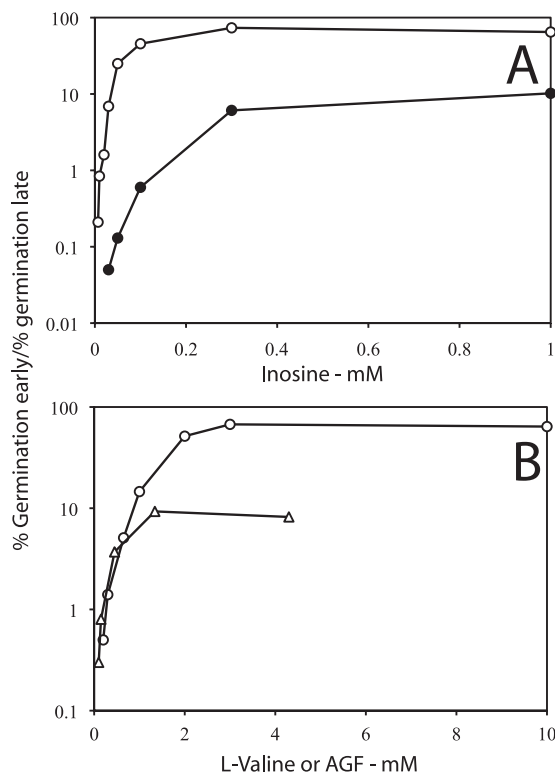 100
10
1
0.1
0.01
A
0 0.2 0.4 0.6 0.8 1
Inosine - mM
% Germination early/% germination late
100
10
1
0.1
B
0 2 4 6 8 10
L-Valine or AGF - mM